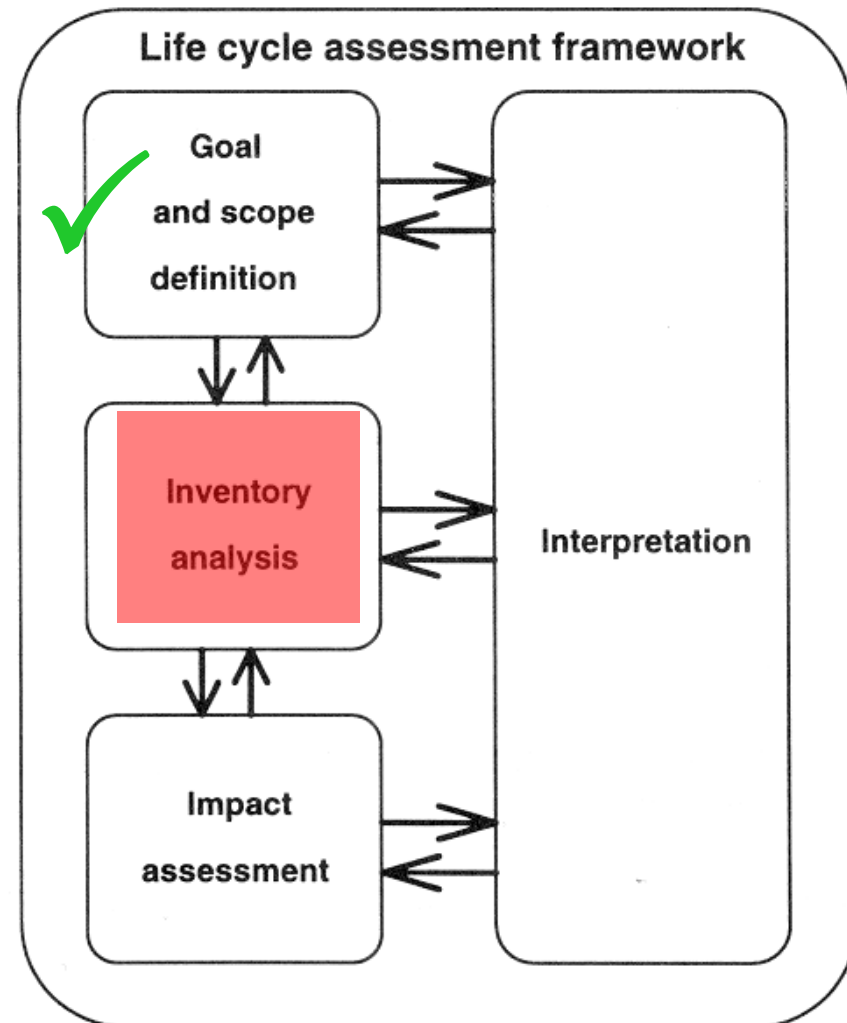 Life cycle assessment framework
Goal
and scope
definition
Inventory
analysis
Interpretation
Impact
assessment